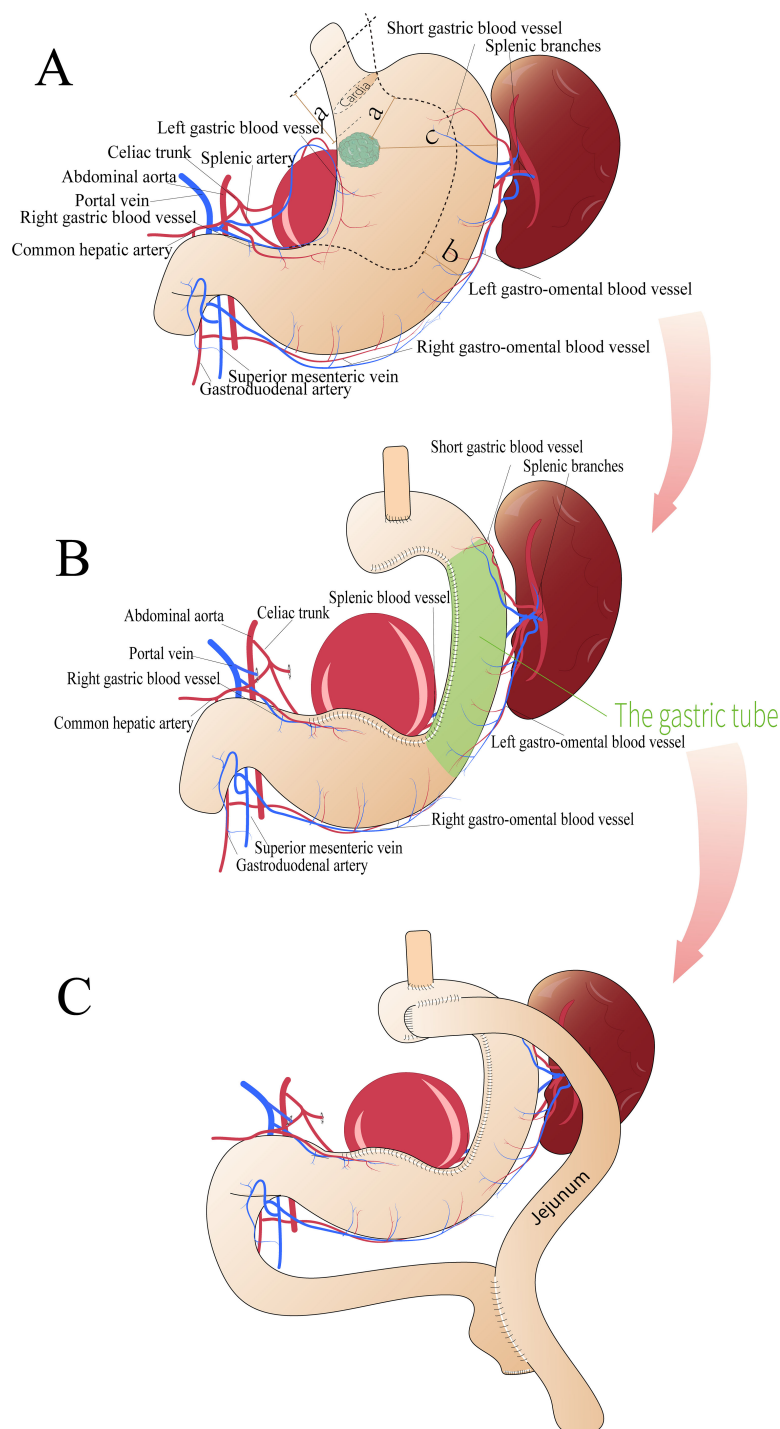 A
Short gastric blood vessel
Splenic branches
Cardia
a
a
Left gastric blood vessel
c
Celiac trunk
Splenic artery
Abdominal aorta
Portal vein
Right gastric blood vessel
Common hepatic artery
b
Left gastro-omental blood vessel
Right gastro-omental blood vessel
Superior mesenteric vein
Gastroduodenal artery
B
Short gastric blood vessel
Splenic branches
Splenic blood vessel
Celiac trunk
Abdominal aorta
Portal vein
Right gastric blood vessel
Common hepatic artery
The gastric tube
Left gastro-omental blood vessel
Right gastro-omental blood vessel
Superior mesenteric vein
Gastroduodenal artery
C
Jejunum